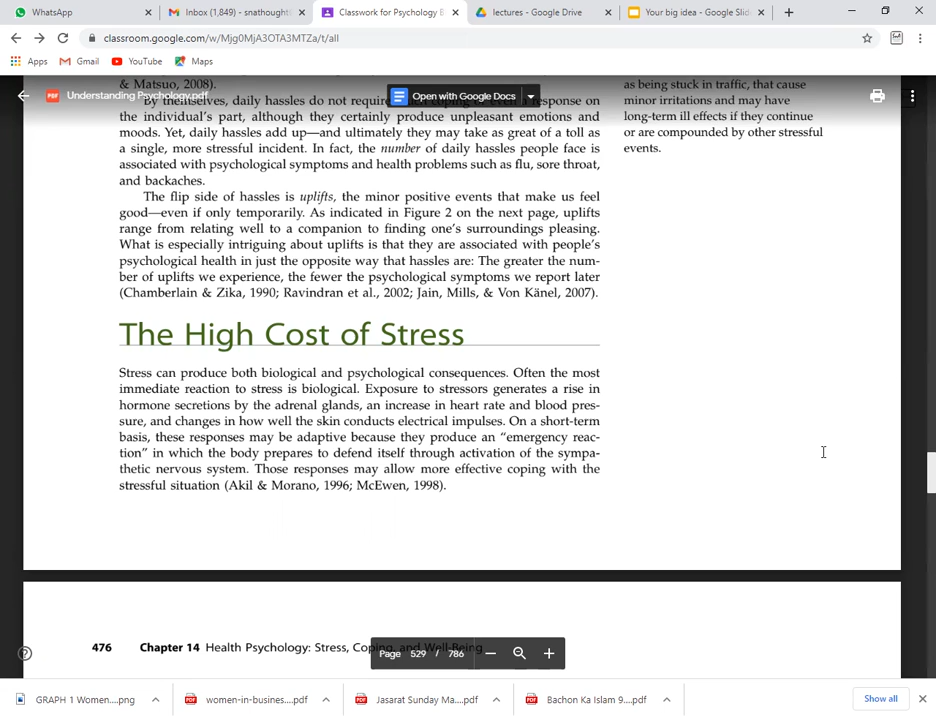 WhatsApp
Inbox (1,849) - snathought
Classwork for Psychology B
lectures - Google Drive
Your big idea - Google Slid
classroom.google.com/w/Mjg0MjA3OTA3MTZa/t/all
Apps
Gmail
YouTube
Maps
Understanding Psychology.pdf
Open with Google Docs
& Matsuo, 2008).
By themselves, daily hassles do not require much coping or even a response on
the individual's part, although they certainly produce unpleasant emotions and
moods. Yet, daily hassles add up—and ultimately they may take as great of a toll as
a single, more stressful incident. In fact, the number of daily hassles people face is
associated with psychological symptoms and health problems such as flu, sore throat,
and backaches.
The flip side of hassles is uplifts, the minor positive events that make us feel
good—even if only temporarily. As indicated in Figure 2 on the next page, uplifts
range from relating well to a companion to finding one's surroundings pleasing.
What is especially intriguing about uplifts is that they are associated with people's
psychological health in just the opposite way that hassles are: The greater the num-
ber of uplifts we experience, the fewer the psychological symptoms we report later
(Chamberlain & Zika, 1990; Ravindran et al., 2002; Jain, Mills, & Von Känel, 2007).
as being stuck in traffic, that cause
minor irritations and may have
long-term ill effects if they continue
or are compounded by other stressful
events.
The High Cost of Stress
Stress can produce both biological and psychological consequences. Often the most
immediate reaction to stress is biological. Exposure to stressors generates a rise in
hormone secretions by the adrenal glands, an increase in heart rate and blood pres-
sure, and changes in how well the skin conducts electrical impulses. On a short-term
basis, these responses may be adaptive because they produce an "emergency reac-
tion" in which the body prepares to defend itself through activation of the sympa-
thetic nervous system. Those responses may allow more effective coping with the
stressful situation (Akil & Morano, 1996; McEwen, 1998).
476 Chapter 14 Health Psychology: Stress, Coping, and Well-Being
Page 529 / 786
GRAPH 1 Women....png
women-in-busines....pdf
Jasarat Sunday Ma....pdf
Bachon Ka Islam 9....pdf
Show all